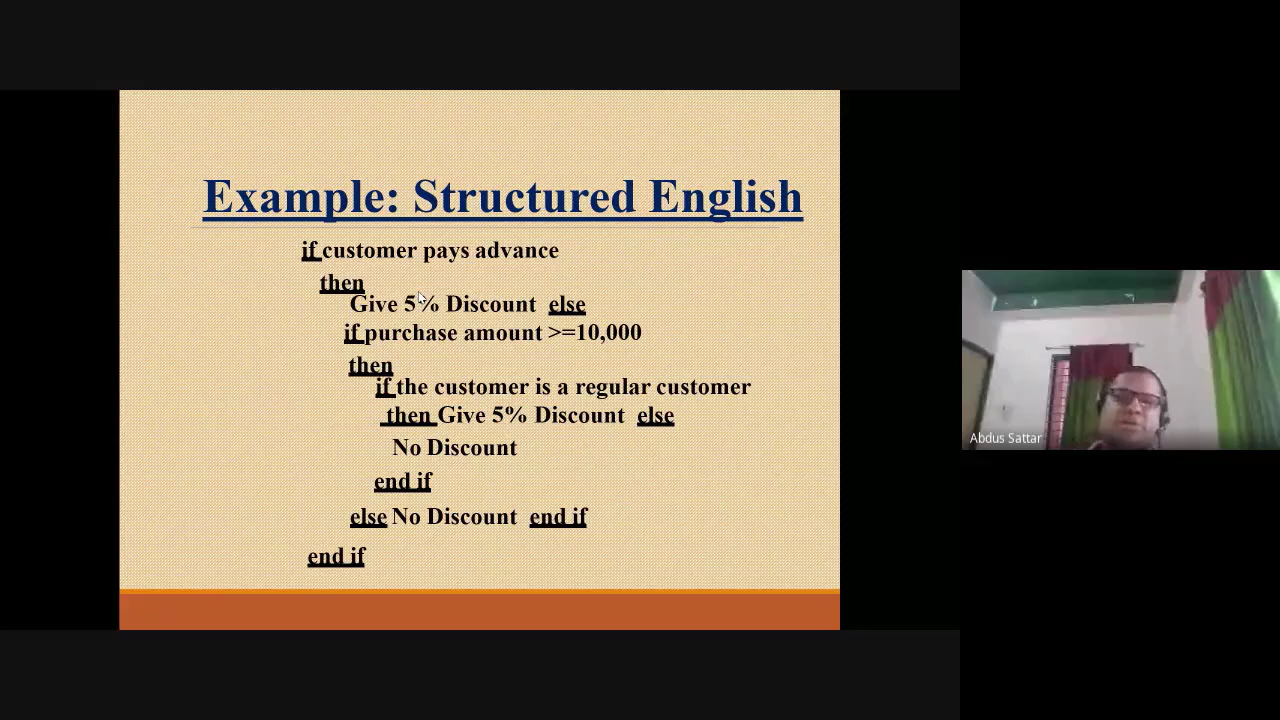 Example: Structured English
if customer pays advance
then
Give 5% Discount else
if purchase amount >=10,000
then
if the customer is a regular customer
then Give 5% Discount else
No Discount
end if
else No Discount end if
end if
Abdus Sattar